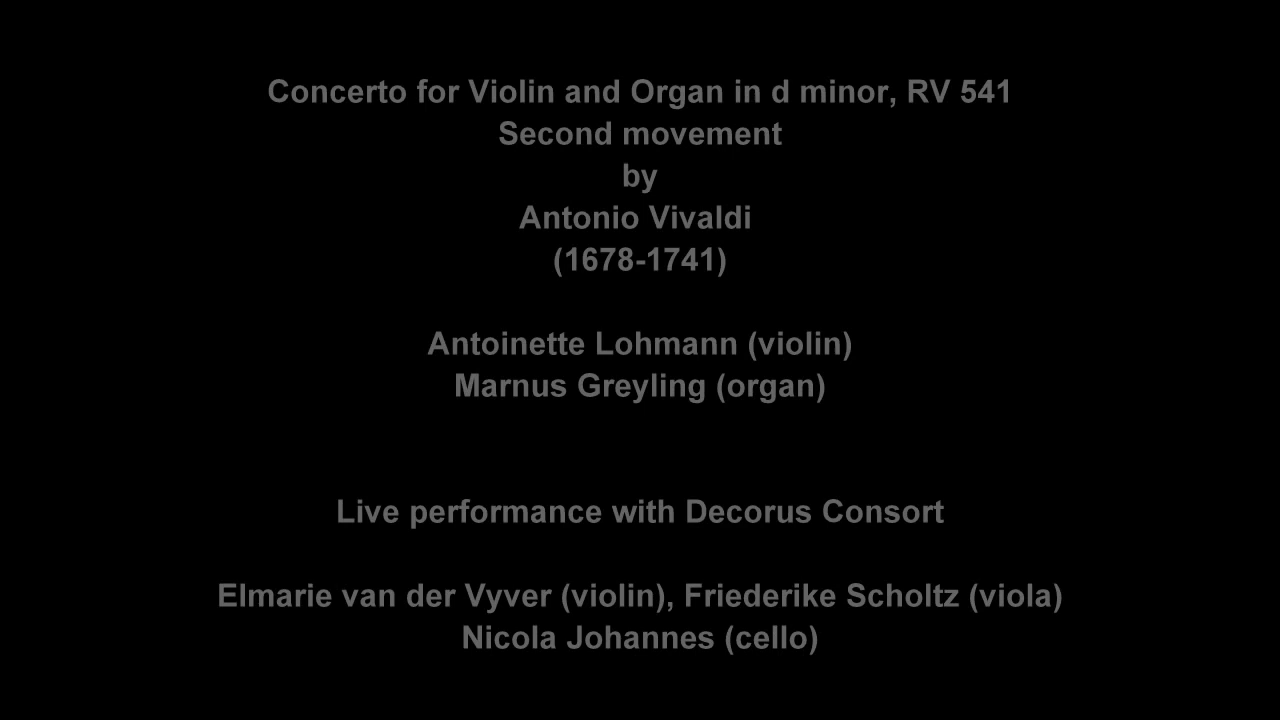 Concerto for Violin and Organ in d minor, RV 541
Second movement
by
Antonio Vivaldi
(1678-1741)
Antoinette Lohmann (violin)
Marnus Greyling (organ)
Live performance with Decorus Consort
Elmarie van der Vyver (violin), Friederike Scholtz (viola)
Nicola Johannes (cello)